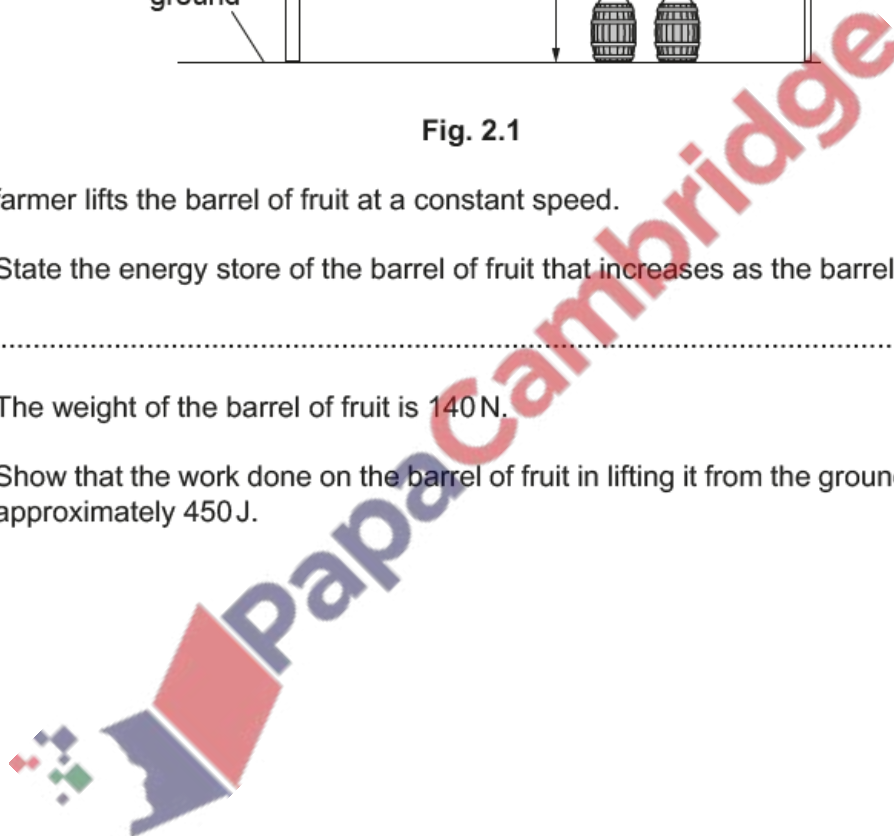 ground
Fig. 2.1
farmer lifts the barrel of fruit at a constant speed.
State the energy store of the barrel of fruit that increases as the barrel
The weight of the barrel of fruit is 140 N.
Show that the work done on the barrel of fruit in lifting it from the groun
approximately 450 J.
PapaCambridge